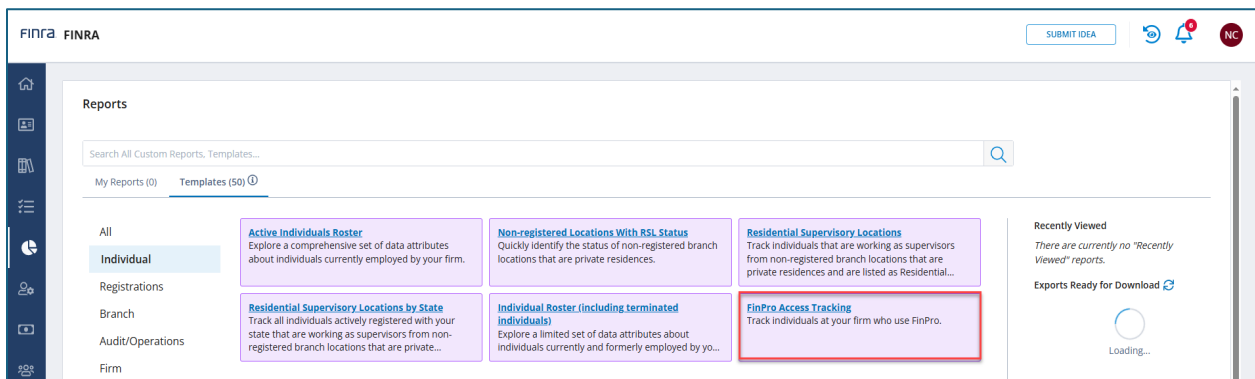 Finra FINRA
SUBMIT IDEA
6
NC
Reports
Search All Custom Reports, Templates...
My Reports (0)
Templates (50)
All
Individual
Registrations
Branch
Audit/Operations
Firm
Active Individuals Roster
Explore a comprehensive set of data attributes
about individuals currently employed by your firm.
Non-registered Locations With RSL Status
Quickly identify the status of non-registered branch
locations that are private residences.
Residential Supervisory Locations
Track individuals that are working as supervisors
from non-registered branch locations that are
private residences and are listed as Residential...
Residential Supervisory Locations by State
Track all individuals actively registered with your
state that are working as supervisors from non-
registered branch locations that are private...
Individual Roster (including terminated
individuals)
Explore a limited set of data attributes about
individuals currently and formerly employed by yo...
FinPro Access Tracking
Track individuals at your firm who use FinPro.
Recently Viewed
There are currently no "Recently
Viewed" reports.
Exports Ready for Download
Loading...